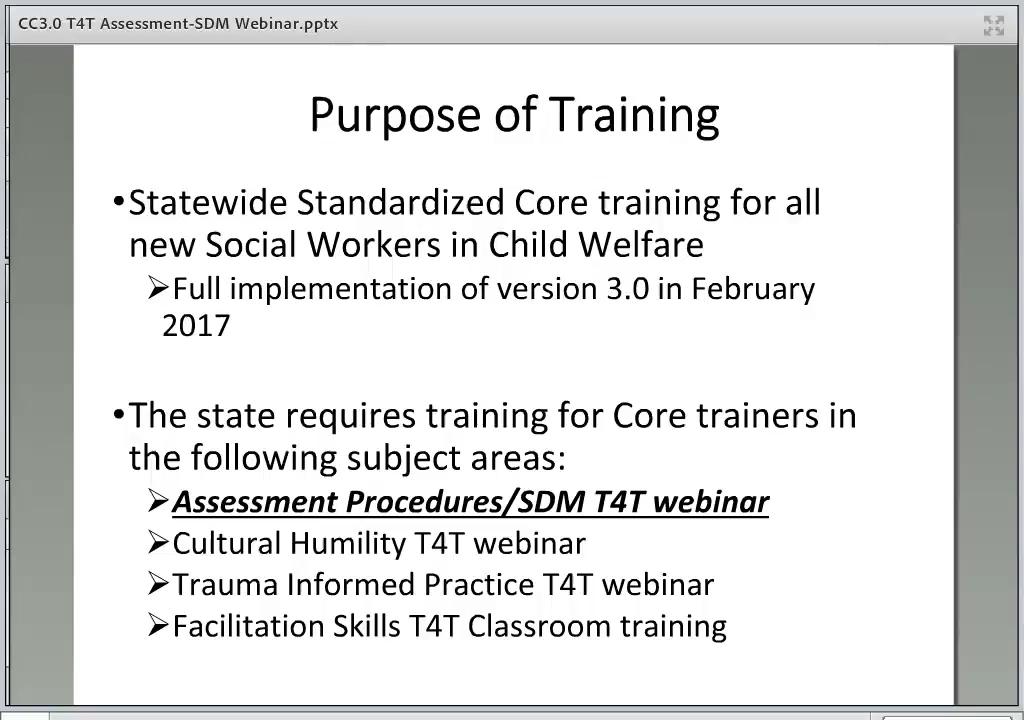 CC3.0 T4T Assessment-SDM Webinar.pptx
Purpose of Training
•Statewide Standardized Core training for all
new Social Workers in Child Welfare
➢Full implementation of version 3.0 in February
2017
•The state requires training for Core trainers in
the following subject areas:
➢Assessment Procedures/SDM T4T webinar
➢Cultural Humility T4T webinar
➢Trauma Informed Practice T4T webinar
➢Facilitation Skills T4T Classroom training